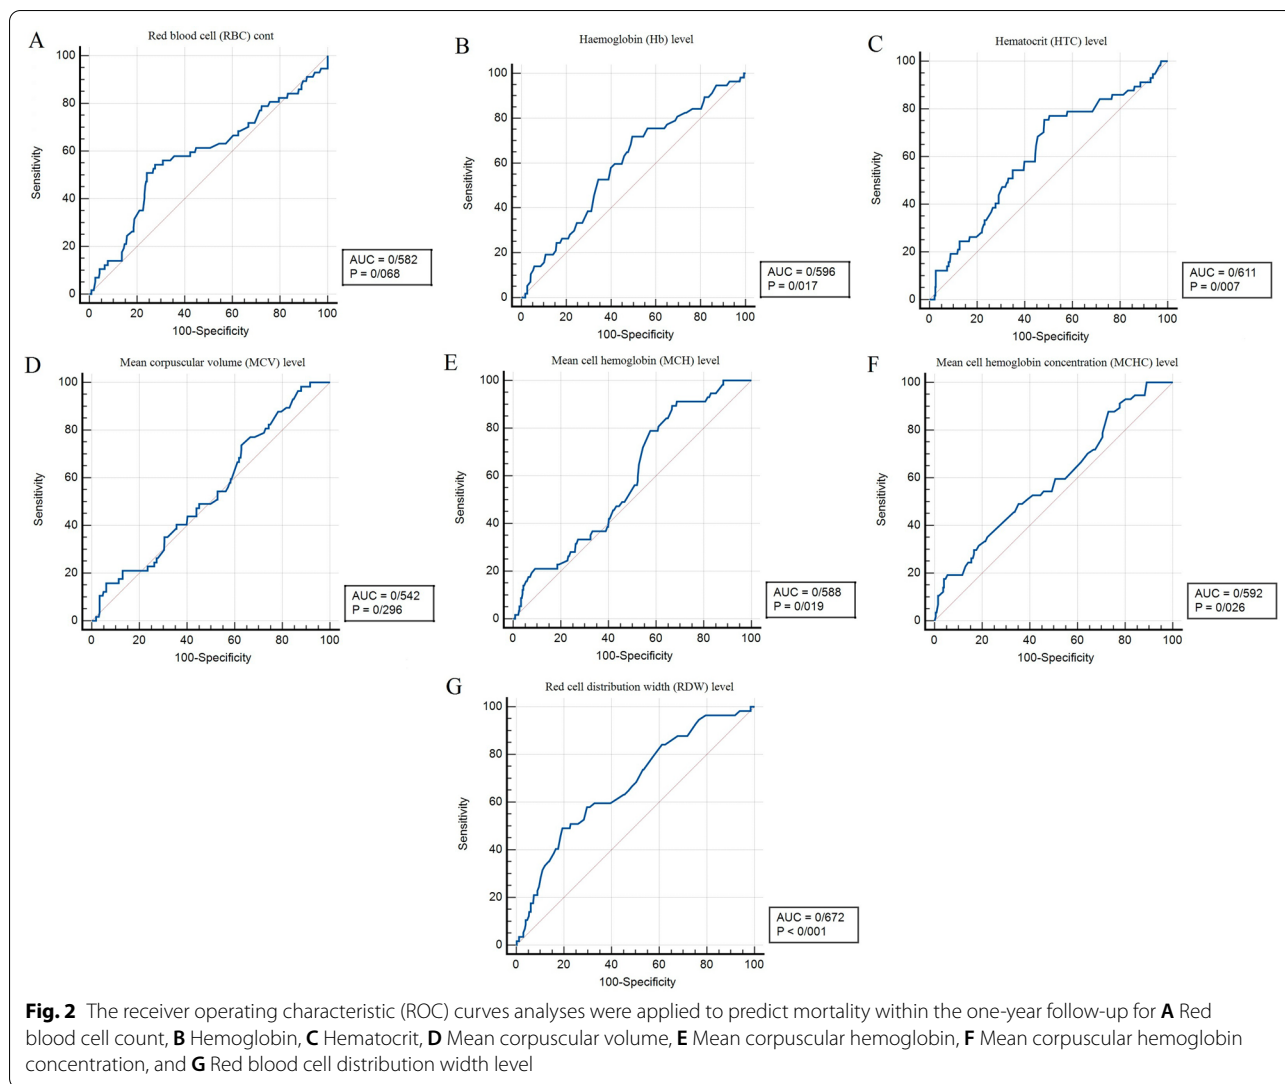 A
Red blood cell (RBC) cont
100
80
60
40
20
0
Sensitivity
0 20 40 60 80 100
100-Specificity
AUC = 0/582
P = 0/068
B
Haemoglobin (Hb) level
100
80
60
40
20
0
Sensitivity
0 20 40 60 80 100
100-Specificity
AUC = 0/596
P = 0/017
C
Hematocrit (HTC) level
100
80
60
40
20
0
Sensitivity
0 20 40 60 80 100
100-Specificity
AUC = 0/611
P = 0/007
D
Mean corpuscular volume (MCV) level
100
80
60
40
20
0
Sensitivity
0 20 40 60 80 100
100-Specificity
AUC = 0/542
P = 0/296
E
Mean cell hemoglobin (MCH) level
100
80
60
40
20
0
Sensitivity
0 20 40 60 80 100
100-Specificity
AUC = 0/588
P = 0/019
F
Mean cell hemoglobin concentration (MCHC) level
100
80
60
40
20
0
Sensitivity
0 20 40 60 80 100
100-Specificity
AUC = 0/592
P = 0/026
G
Red cell distribution width (RDW) level
100
80
60
40
20
0
Sensitivity
0 20 40 60 80 100
100-Specificity
AUC = 0/672
P < 0/001
Fig. 2 The receiver operating characteristic (ROC) curves analyses were applied to predict mortality within the one-year follow-up for A Red
blood cell count, B Hemoglobin, C Hematocrit, D Mean corpuscular volume, E Mean corpuscular hemoglobin, F Mean corpuscular hemoglobin
concentration, and G Red blood cell distribution width level